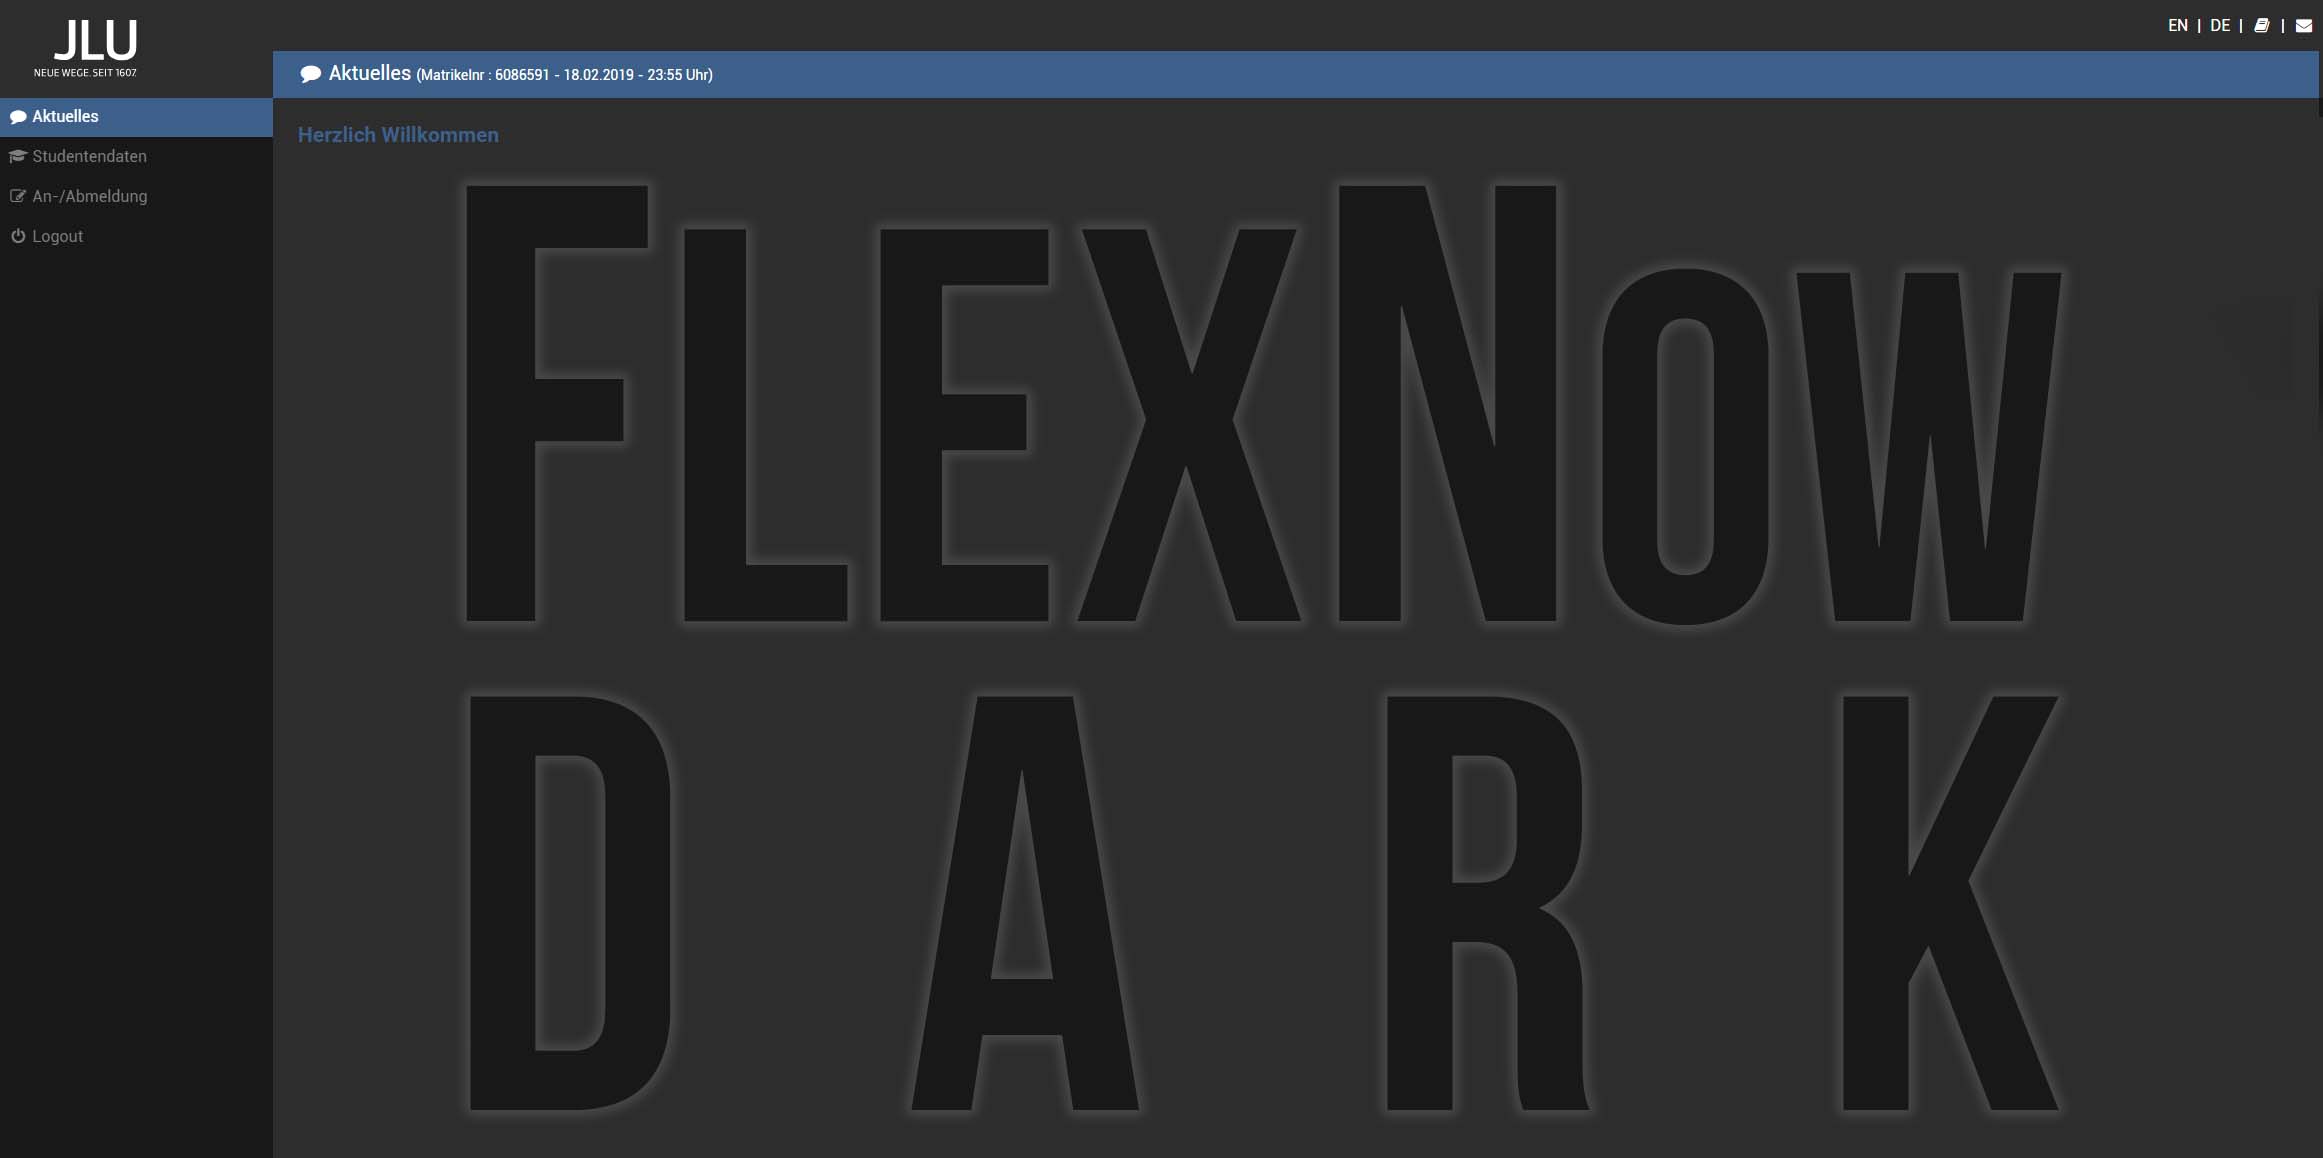 JLU
NEUE WEGE. SEIT 1607.
EN | DE | |
Aktuelles (Matrikelnr : 6086591 - 18.02.2019 - 23:55 Uhr)
Aktuelles
Studentendaten
An-/Abmeldung
Logout
Herzlich Willkommen
FLEXNOW
DARK